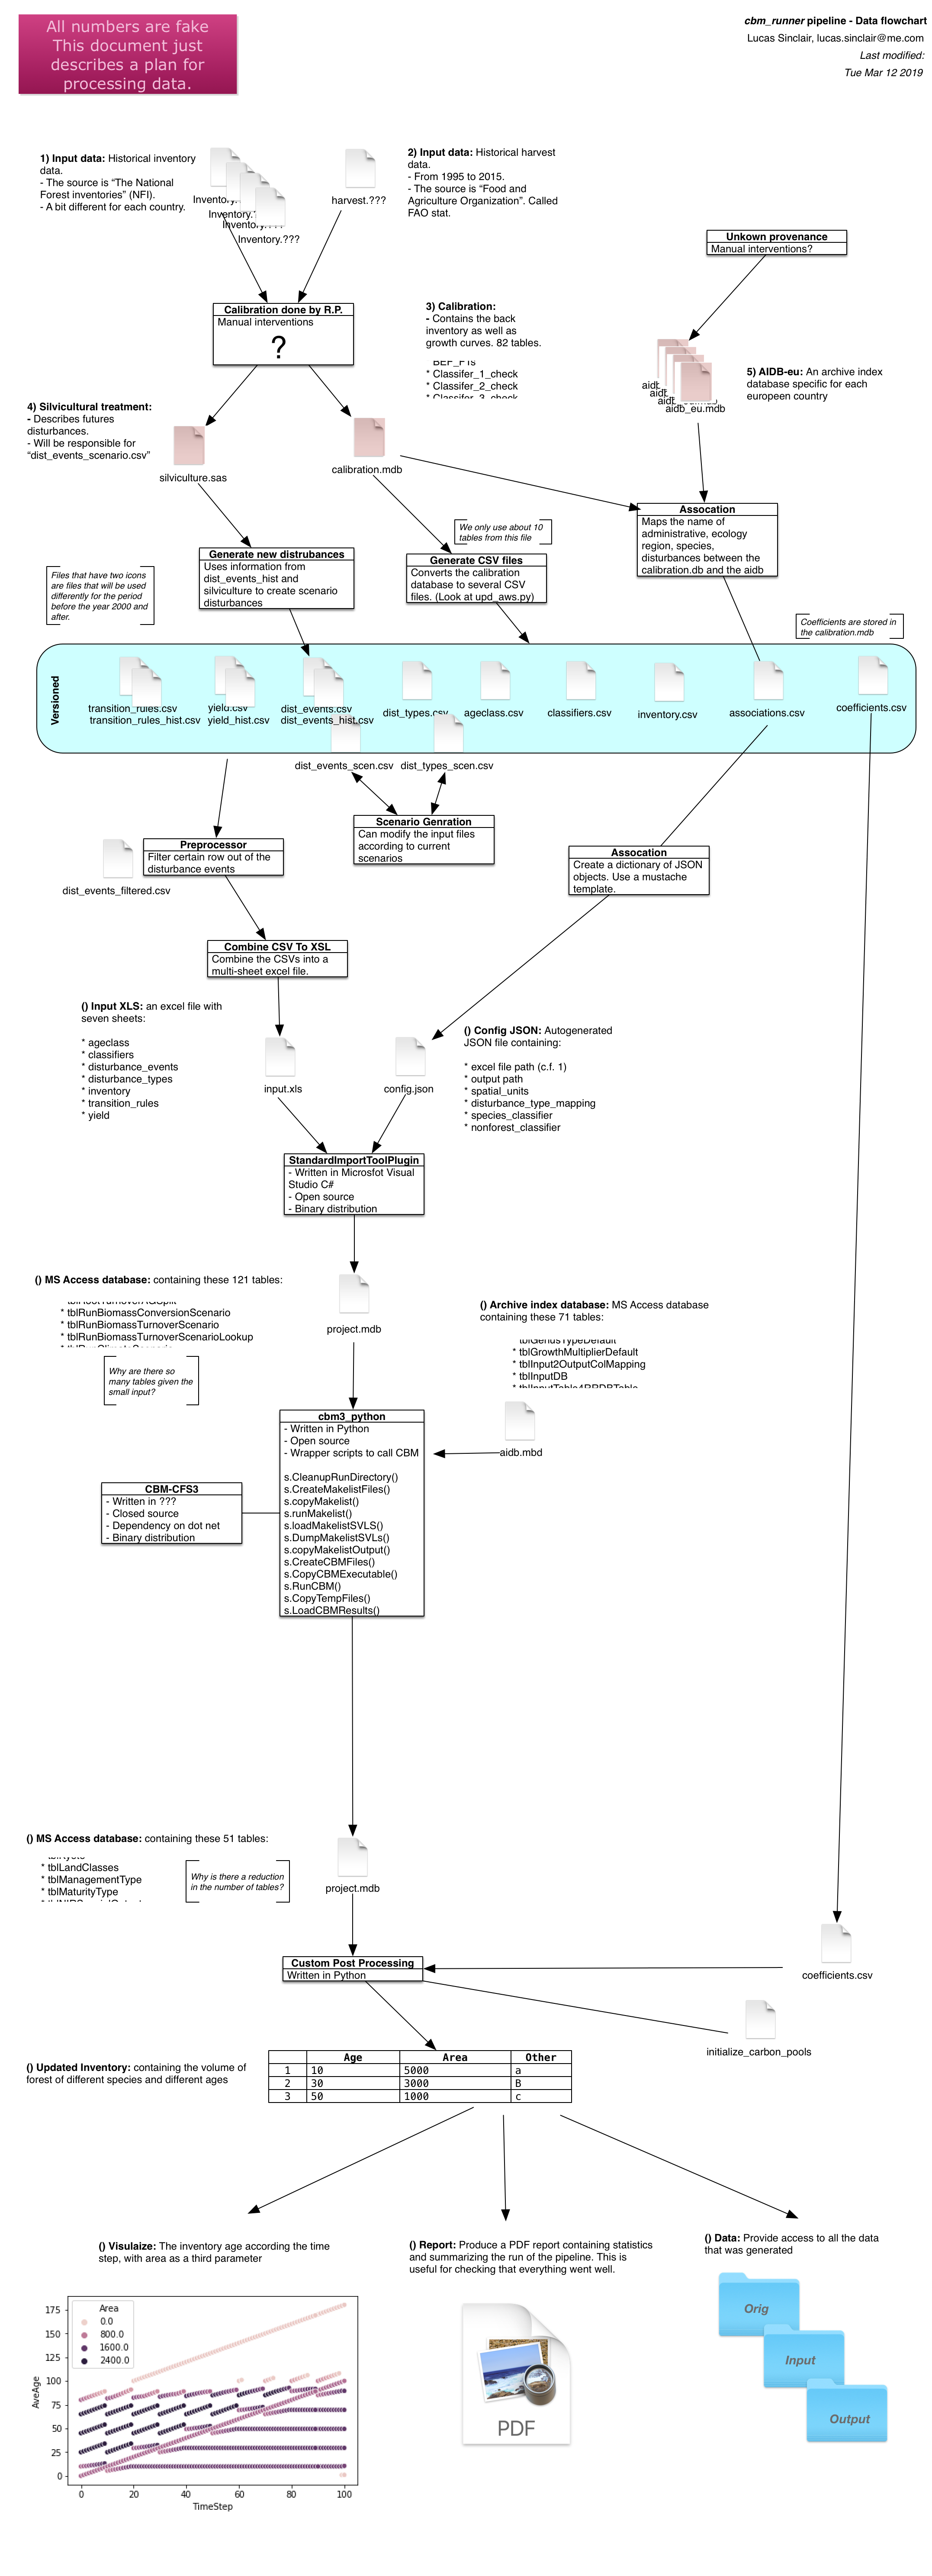 All numbers are fake
This document just
describes a plan for
processing data.
cbm_runner pipeline - Data flowchart
Lucas Sinclair, lucas.sinclair@me.com
Last modified:
Tue Mar 12 2019
1) Input data: Historical inventory
data.
- The source is “The National
Forest inventories” (NFI).
- A bit different for each country.
Inventory.???
harvest.???
2) Input data: Historical harvest
data.
- From 1995 to 2015.
- The source is “Food and
Agriculture Organization”. Called
FAO stat.
Unkown provenance
Manual interventions?
Calibration done by R.P.
Manual interventions
?
3) Calibration:
- Contains the back
inventory as well as
growth curves. 82 tables.
* Classifer_1_check
* Classifer_2_check
* Classifer_3_check
aidb_eu.mdb
5) AIDB-eu: An archive index
database specific for each
european country
4) Silvicultural treatment:
- Describes futures
disturbances.
- Will be responsible for
“dist_events_scenario.csv”
silviculture.sas
calibration.mdb
Assocation
Maps the name of
administrative, ecology
region, species,
disturbances between the
calibration.db and the aidb
We only use about 10
tables from this file
Generate new distrubances
Uses information from
dist_events_hist and
silviculture to create scenario
disturbances
Generate CSV files
Converts the calibration
database to several CSV
files. (Look at upd_aws.py)
Files that have two icons
are files that will be used
differently for the period
before the year 2000 and
after.
Coefficients are stored in
the calibration.mdb
Versioned
transition_rules.csv
transition_rules_hist.csv
yield.csv
yield_hist.csv
dist_events.csv
dist_events_hist.csv
dist_types.csv
ageclass.csv
classifiers.csv
inventory.csv
associations.csv
coefficients.csv
dist_events_scen.csv
dist_types_scen.csv
Scenario Genration
Can modify the input files
according to current
scenarios
Preprocessor
Filter certain row out of the
disturbance events
dist_events_filtered.csv
Assocation
Create a dictionary of JSON
objects. Use a mustache
template.
Combine CSV To XSL
Combine the CSVs into a
multi-sheet excel file.
() Input XLS: an excel file with
seven sheets:
* ageclass
* classifiers
* disturbance_events
* disturbance_types
* inventory
* transition_rules
* yield
input.xls
config.json
() Config JSON: Autogenerated
JSON file containing:
* excel file path (c.f. 1)
* output path
* spatial_units
* disturbance_type_mapping
* species_classifier
* nonforest_classifier
StandardImportToolPlugin
- Written in Microsfot Visual
Studio C#
- Open source
- Binary distribution
() MS Access database: containing these 121 tables:
* tblRunBiomassConversionScenario
* tblRunBiomassTurnoverScenario
* tblRunBiomassTurnoverScenarioLookup
project.mdb
() Archive index database: MS Access database
containing these 71 tables:
tblGenusTypeDefault
* tblGrowthMultiplierDefault
* tblInput2OutputColMapping
* tblInputDB
Why are there so
many tables given the
small input?
aidb.mbd
cbm3_python
- Written in Python
- Open source
- Wrapper scripts to call CBM
s.CleanupRunDirectory()
s.CreateMakelistFiles()
s.copyMakelist()
s.runMakelist()
s.loadMakelistSVLS()
s.DumpMakelistSVLs()
s.copyMakelistOutput()
s.CreateCBMFiles()
s.CopyCBMExecutable()
s.RunCBM()
s.CopyTempFiles()
s.LoadCBMResults()
CBM-CFS3
- Written in ???
- Closed source
- Dependency on dot net
- Binary distribution
() MS Access database: containing these 51 tables:
* tblLandClasses
* tblManagementType
* tblMaturityType
Why is there a reduction
in the number of tables?
project.mdb
Custom Post Processing
Written in Python
coefficients.csv
initialize_carbon_pools
() Updated Inventory: containing the volume of
forest of different species and different ages
Age Area Other
1 10 5000 a
2 30 3000 B
3 50 1000 c
() Visulaize: The inventory age according the time
step, with area as a third parameter
() Report: Produce a PDF report containing statistics
and summarizing the run of the pipeline. This is
useful for checking that everything went well.
() Data: Provide access to all the data
that was generated
Area
0.0
800.0
1600.0
2400.0
175
150
125
100
75
50
25
0
AveAge
0 20 40 60 80 100
TimeStep
PDF
Orig
Input
Output